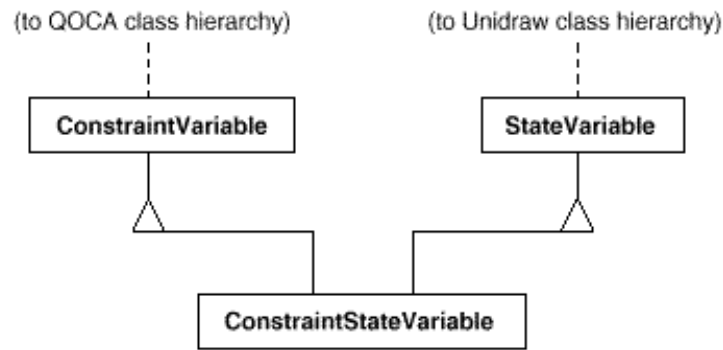 (to QOCA class hierarchy)
(to Unidraw class hierarchy)
ConstraintVariable
StateVariable
ConstraintStateVariable